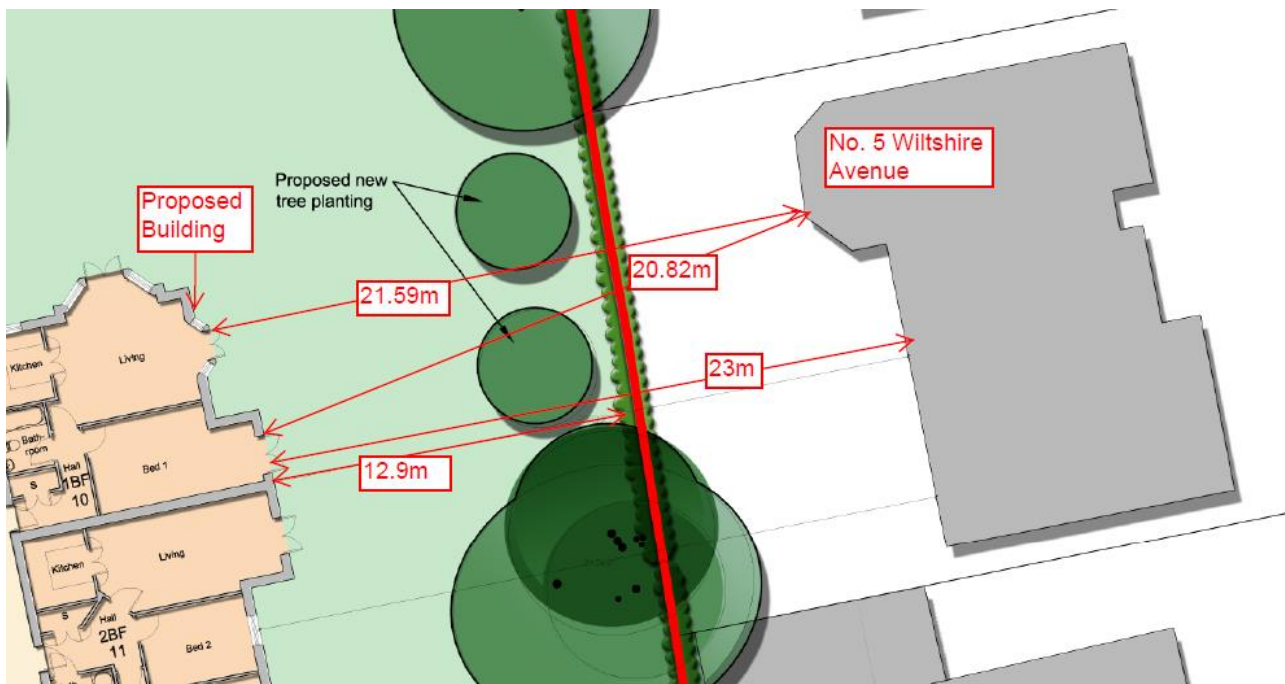 No. 5 Wiltshire
Avenue
Proposed new
tree planting
Proposed
Building
20.82m
21.59m
Living
Kitchen
23m
Bath-
room
Bed 1
Hall
S
1BF
10
12.9m
Living
Kitchen
S
Hall
2BF
11
Bed 2